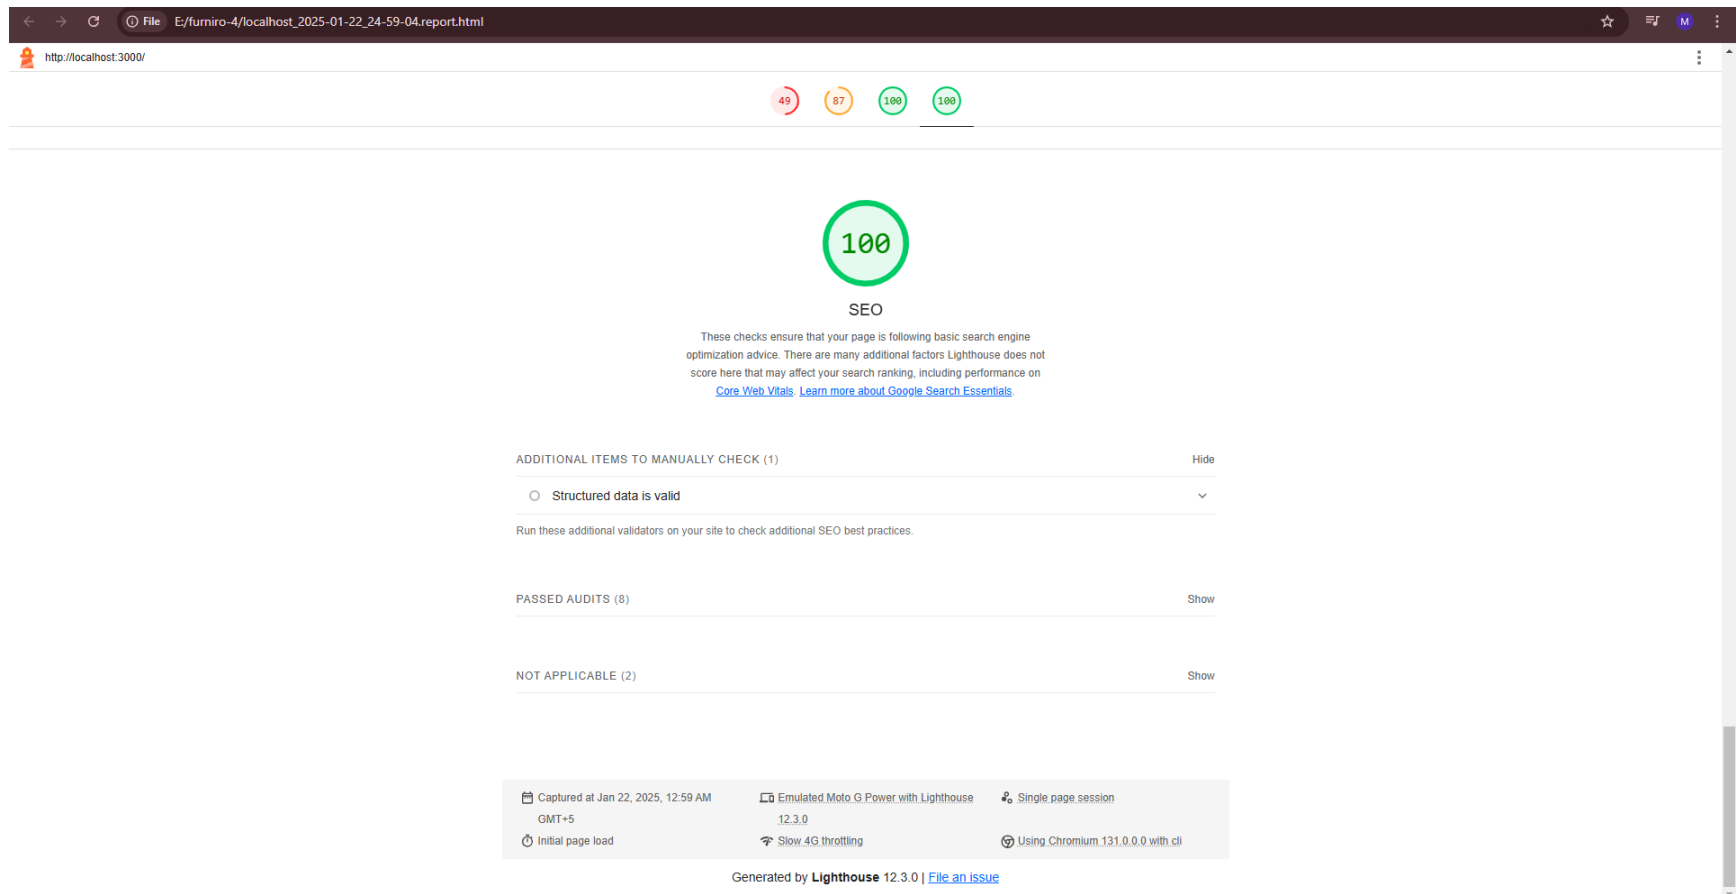 File E:/furniro-4/localhost_2025-01-22_24-59-04.report.html
M
http://localhost:3000/
49 87 100 100
100
SEO
These checks ensure that your page is following basic search engine
optimization advice. There are many additional factors Lighthouse does not
score here that may affect your search ranking, including performance on
Core Web Vitals. Learn more about Google Search Essentials.
ADDITIONAL ITEMS TO MANUALLY CHECK (1) Hide
Structured data is valid
Run these additional validators on your site to check additional SEO best practices.
PASSED AUDITS (8) Show
NOT APPLICABLE (2) Show
Captured at Jan 22, 2025, 12:59 AM
GMT+5
Emulated Moto G Power with Lighthouse
12.3.0
Single page session
Initial page load
Slow 4G throttling
Using Chromium 131.0.0.0 with cli
Generated by Lighthouse 12.3.0 | File an issue